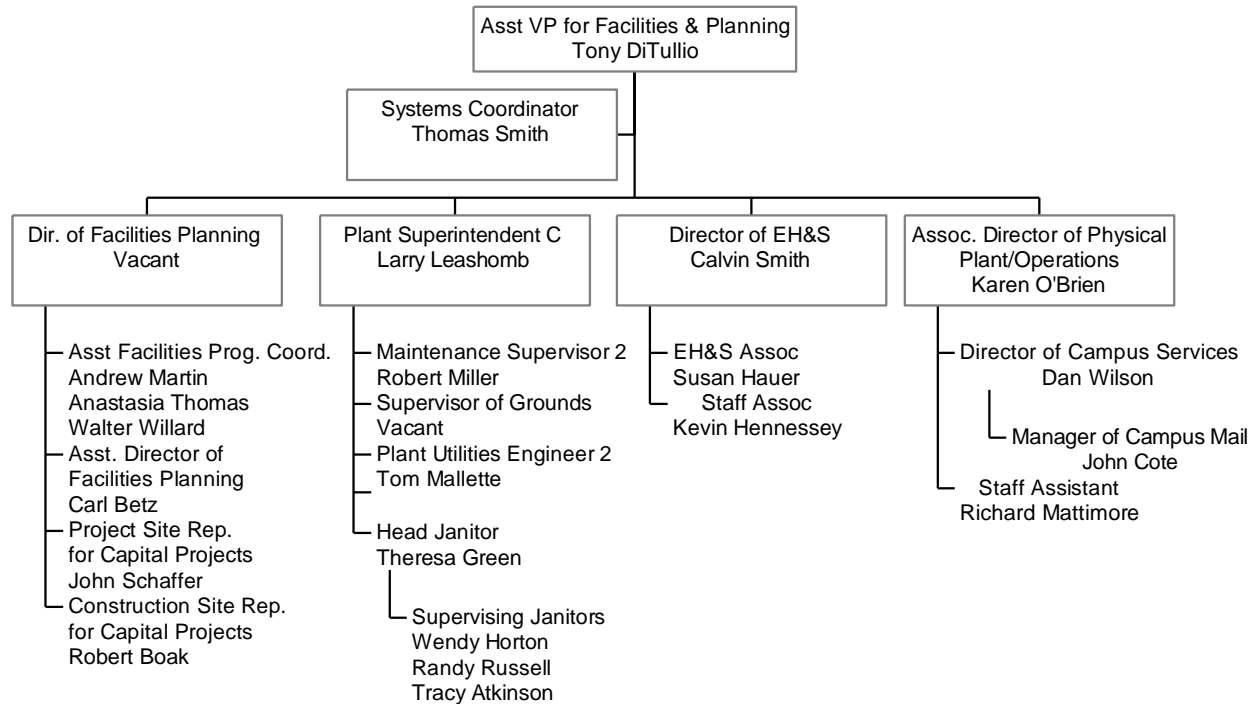 Asst VP for Facilities & Planning
Tony DiTullio
Systems Coordinator
Thomas Smith
Dir. of Facilities Planning
Vacant
Plant Superintendent C
Larry Leashomb
Director of EH&S
Calvin Smith
Assoc. Director of Physical
Plant/Operations
Karen O'Brien
Asst Facilities Prog. Coord.
Andrew Martin
Anastasia Thomas
Walter Willard
Asst. Director of
Facilities Planning
Carl Betz
Project Site Rep.
for Capital Projects
John Schaffer
Construction Site Rep.
for Capital Projects
Robert Boak
Maintenance Supervisor 2
Robert Miller
Supervisor of Grounds
Vacant
Plant Utilities Engineer 2
Tom Mallette
Head Janitor
Theresa Green
Supervising Janitors
Wendy Horton
Randy Russell
Tracy Atkinson
EH&S Assoc
Susan Hauer
Staff Assoc
Kevin Hennessey
Director of Campus Services
Dan Wilson
Manager of Campus Mail
John Cote
Staff Assistant
Richard Mattimore